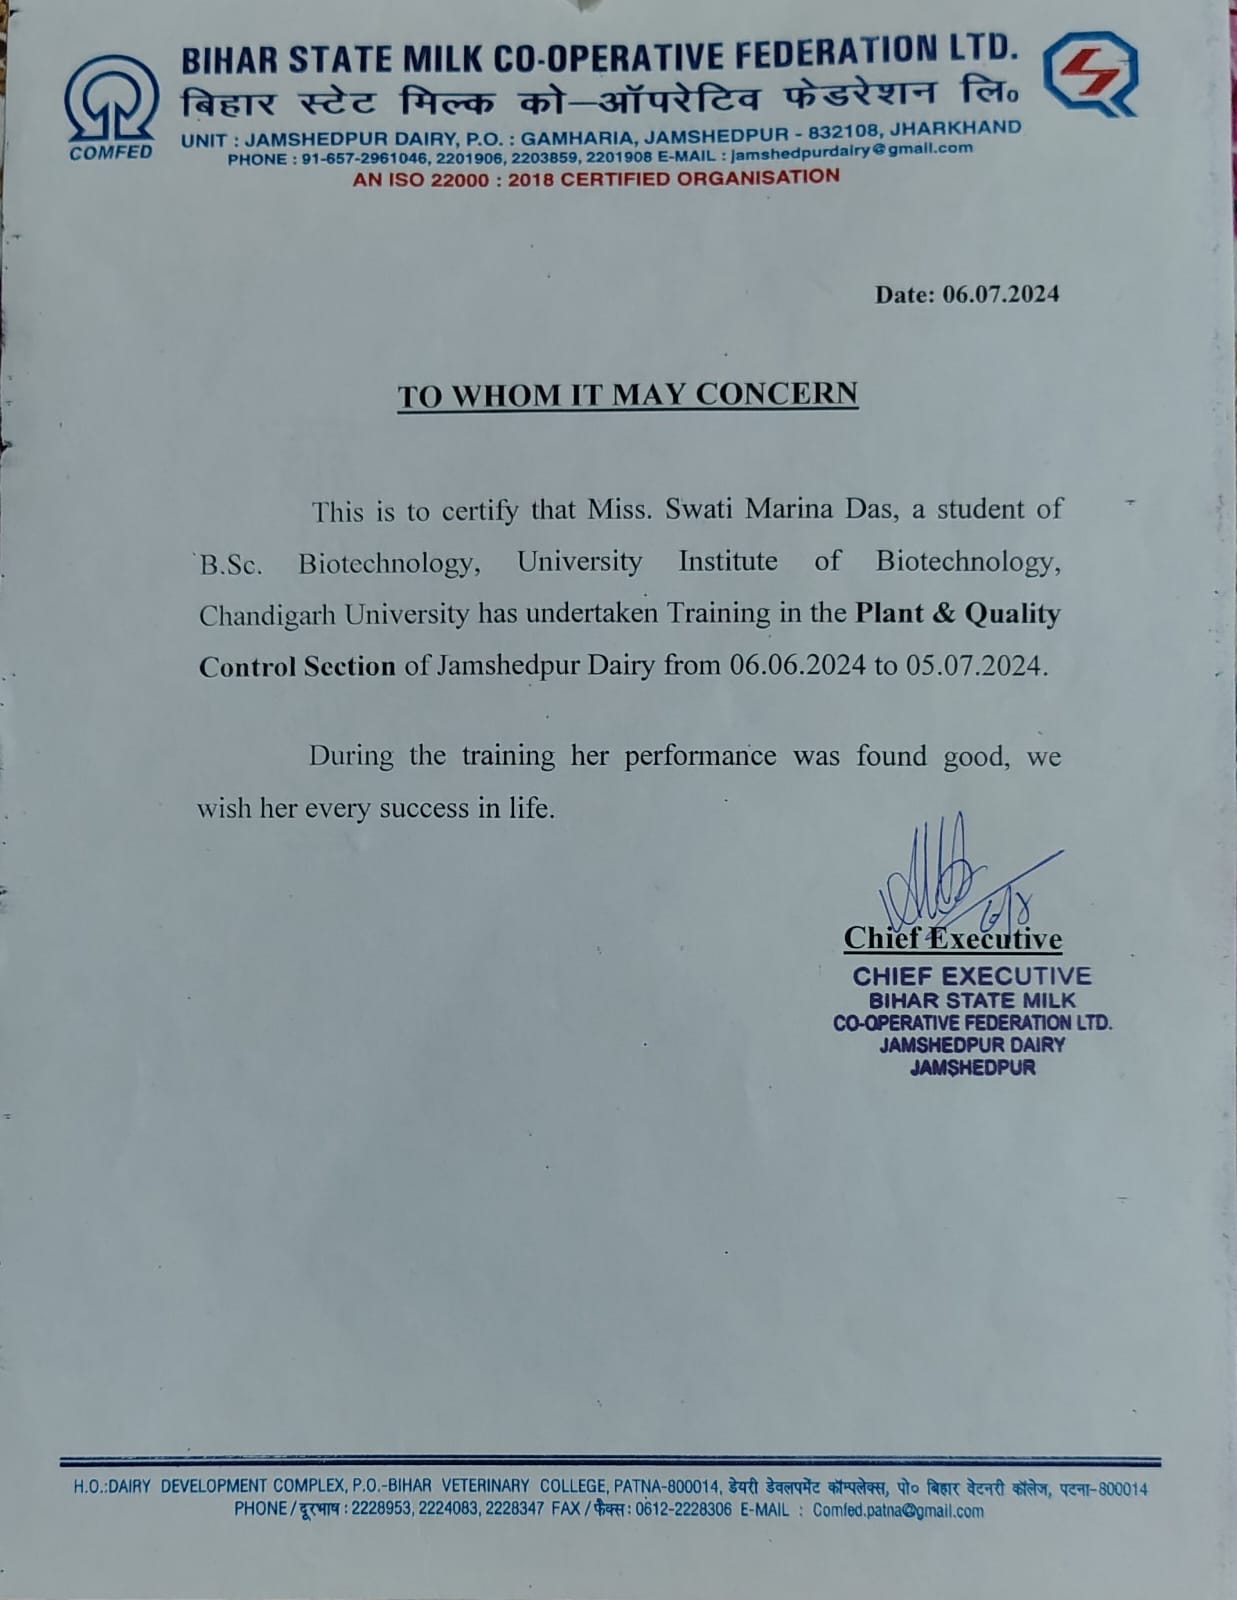 BIHAR STATE MILK CO-OPERATIVE FEDERATION LTD.
बिहार स्टेट मिल्क को–ऑपरेटिव फेडरेशन लि०
COMFED
UNIT : JAMSHEDPUR DAIRY, P.O. : GAMHARIA, JAMSHEDPUR - 832108, JHARKHAND
PHONE : 91-657-2961046, 2201906, 2203859, 2201908 E-MAIL : jamshedpurdairy@gmail.com
AN ISO 22000 : 2018 CERTIFIED ORGANISATION
Date: 06.07.2024
TO WHOM IT MAY CONCERN
This is to certify that Miss. Swati Marina Das, a student of
B.Sc. Biotechnology, University Institute of Biotechnology,
Chandigarh University has undertaken Training in the Plant & Quality
Control Section of Jamshedpur Dairy from 06.06.2024 to 05.07.2024.
During the training her performance was found good, we
wish her every success in life.
Chief Executive
CHIEF EXECUTIVE
BIHAR STATE MILK
CO-OPERATIVE FEDERATION LTD.
JAMSHEDPUR DAIRY
JAMSHEDPUR
H.O.:DAIRY DEVELOPMENT COMPLEX, P.O.-BIHAR VETERINARY COLLEGE, PATNA-800014, डेयरी डेवलपमेंट कॉम्पलेक्स, पो० बिहार वेटनरी कॉलेज, पटना-800014
PHONE / दूरभाष : 2228953, 2224083, 2228347 FAX / फैक्स : 0612-2228306 E-MAIL : Comfed.patna@gmail.com